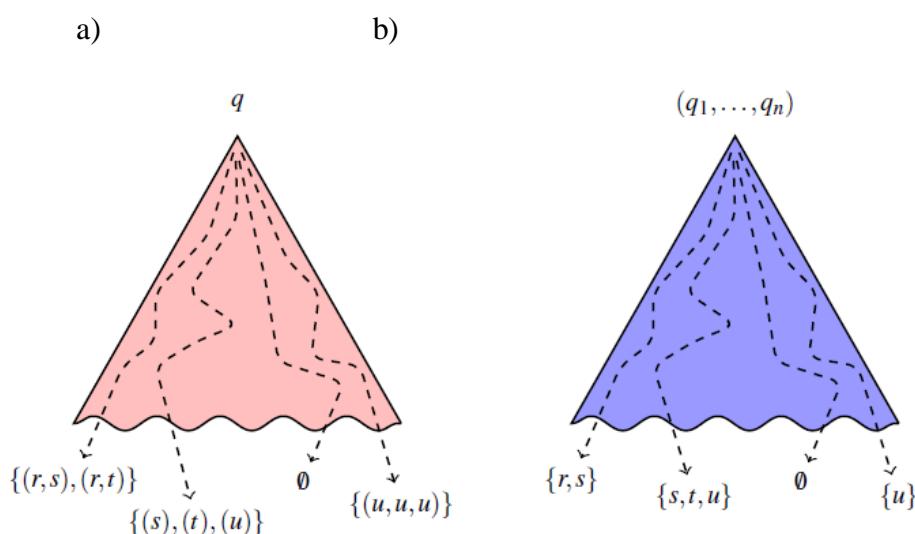 a) b)
q (q₁,…,qₙ)
{(r,s),(r,t)} ∅ {r,s} ∅
{(s),(t),(u)} {(u,u,u)} {s,t,u} {u}